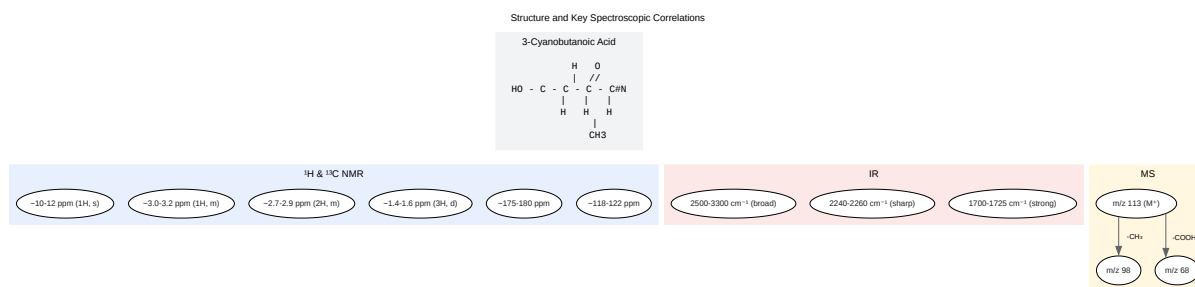 Structure and Key Spectroscopic Correlations
3-Cyanobutanoic Acid
H   O
|  //
HO - C - C - C - C#N
|   |   |
H   H   H
|
CH3
¹H & ¹³C NMR
~10-12 ppm (1H, s)
~3.0-3.2 ppm (1H, m)
~2.7-2.9 ppm (2H, m)
~1.4-1.6 ppm (3H, d)
~175-180 ppm
~118-122 ppm
IR
2500-3300 cm⁻¹ (broad)
2240-2260 cm⁻¹ (sharp)
1700-1725 cm⁻¹ (strong)
MS
m/z 113 (M⁺)
-CH₃
-COOH
m/z 98
m/z 68